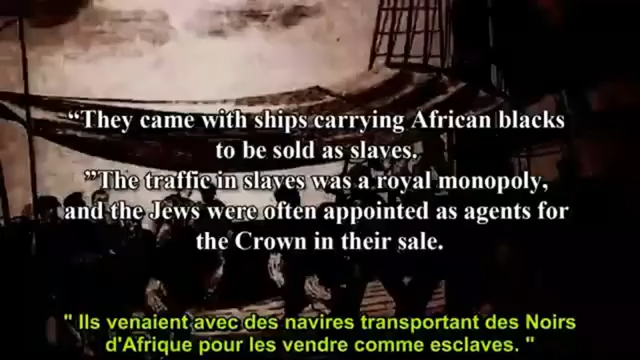 “They came with ships carrying African blacks
to be sold as slaves.
”The traffic in slaves was a royal monopoly,
and the Jews were often appointed as agents for
the Crown in their sale.
" Ils venaient avec des navires transportant des Noirs
d'Afrique pour les vendre comme esclaves. "